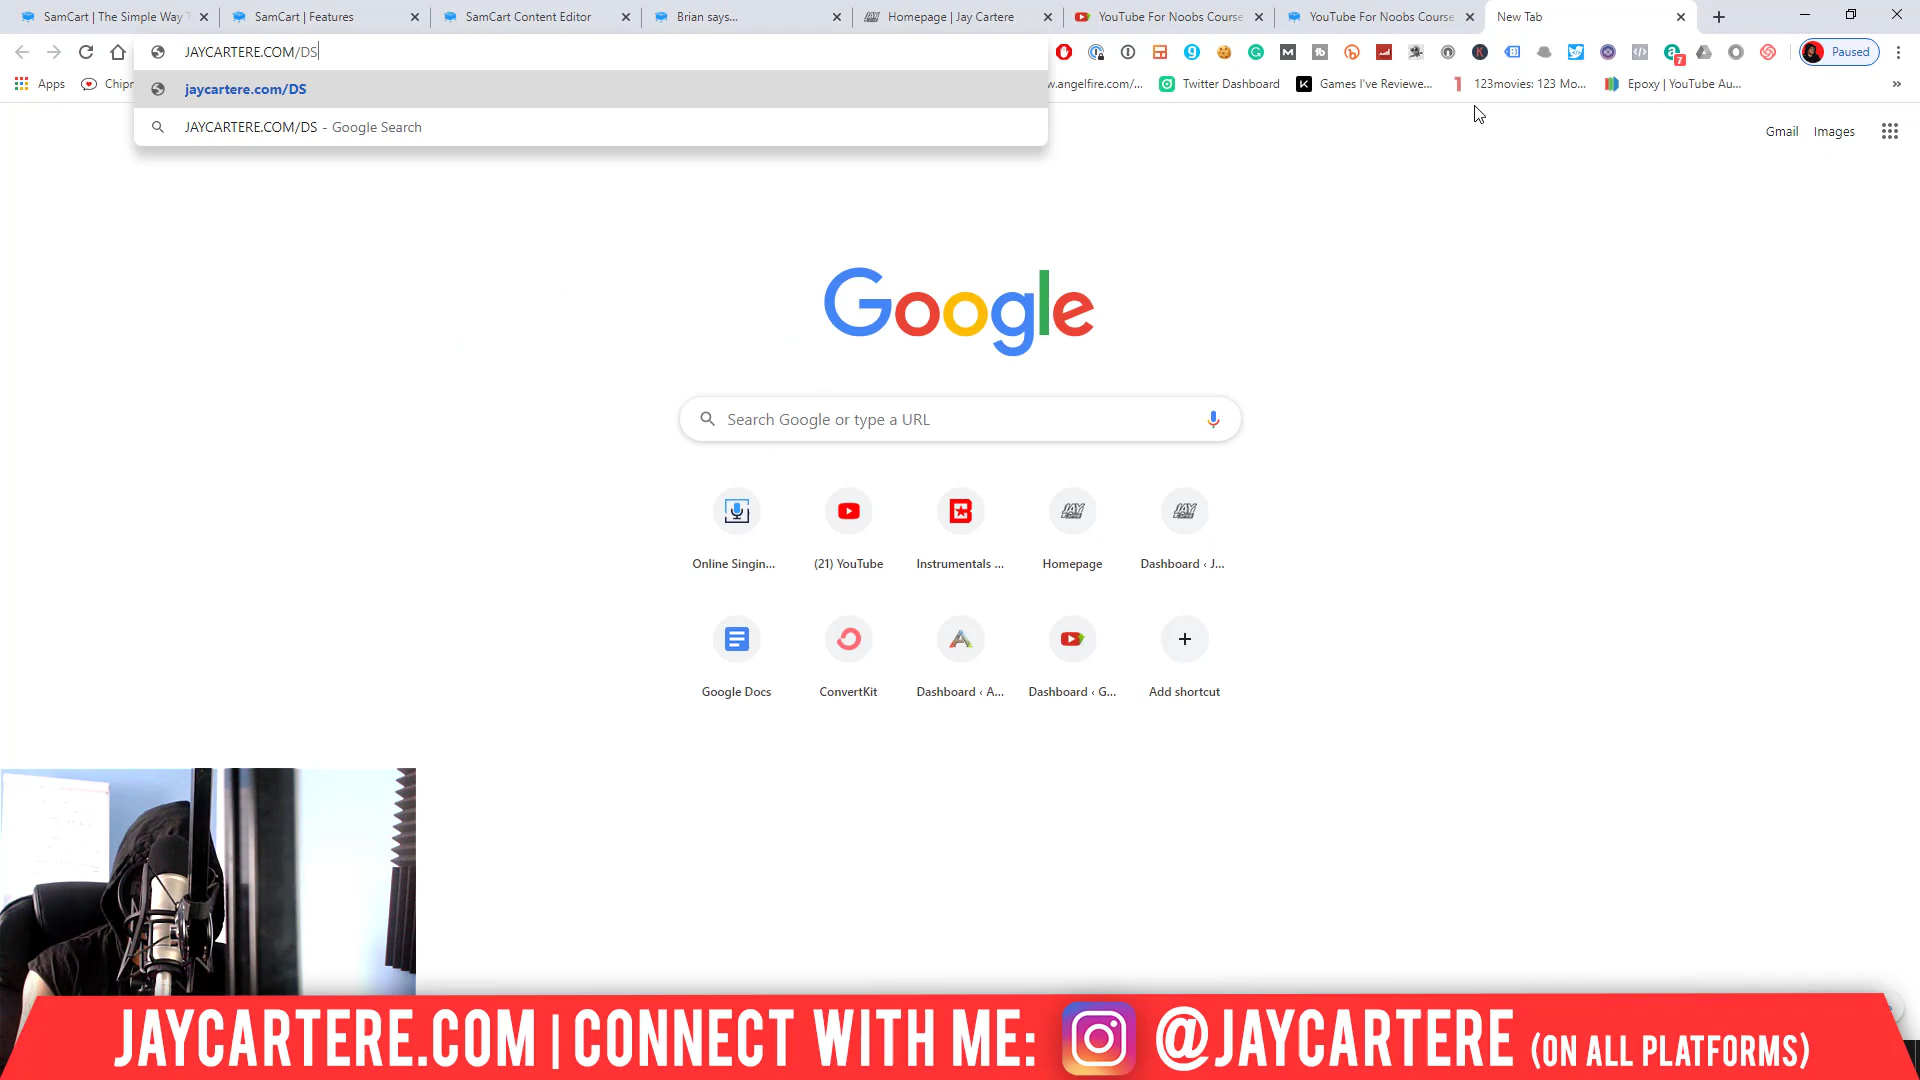 SamCart | The Simple Way T
SamCart | Features
SamCart Content Editor
Brian says...
Homepage | Jay Cartere
YouTube For Noobs Course
YouTube For Noobs Course
New Tab
JAYCARTERE.COM/DS
Paused
Apps
Chipm
w.angelfire.com/...
Twitter Dashboard
Games I've Reviewe...
123movies: 123 Mo...
Epoxy | YouTube Au...
jaycartere.com/DS
JAYCARTERE.COM/DS - Google Search
Gmail
Images
Google
Search Google or type a URL
Online Singin...
(21) YouTube
Instrumentals ...
Homepage
Dashboard ‹ J...
Google Docs
ConvertKit
Dashboard ‹ A...
Dashboard ‹ G...
Add shortcut
JAYCARTERE.COM | CONNECT WITH ME: @JAYCARTERE (ON ALL PLATFORMS)